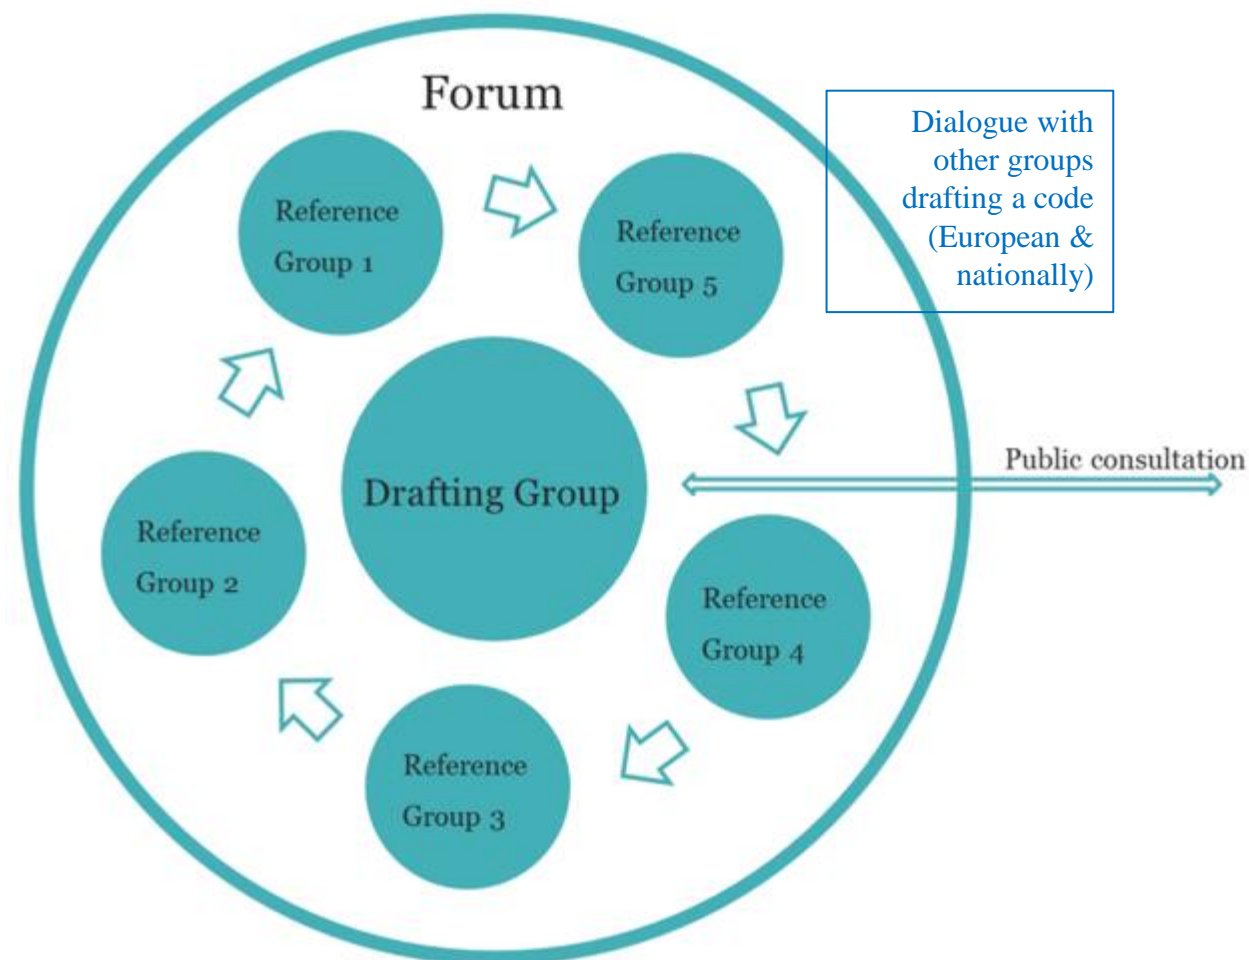 Forum
Dialogue with
other groups
drafting a code
(European &
nationally)
Reference
Group 1
Reference
Group 5
Public consultation
Drafting Group
Reference
Group 2
Reference
Group 4
Reference
Group 3